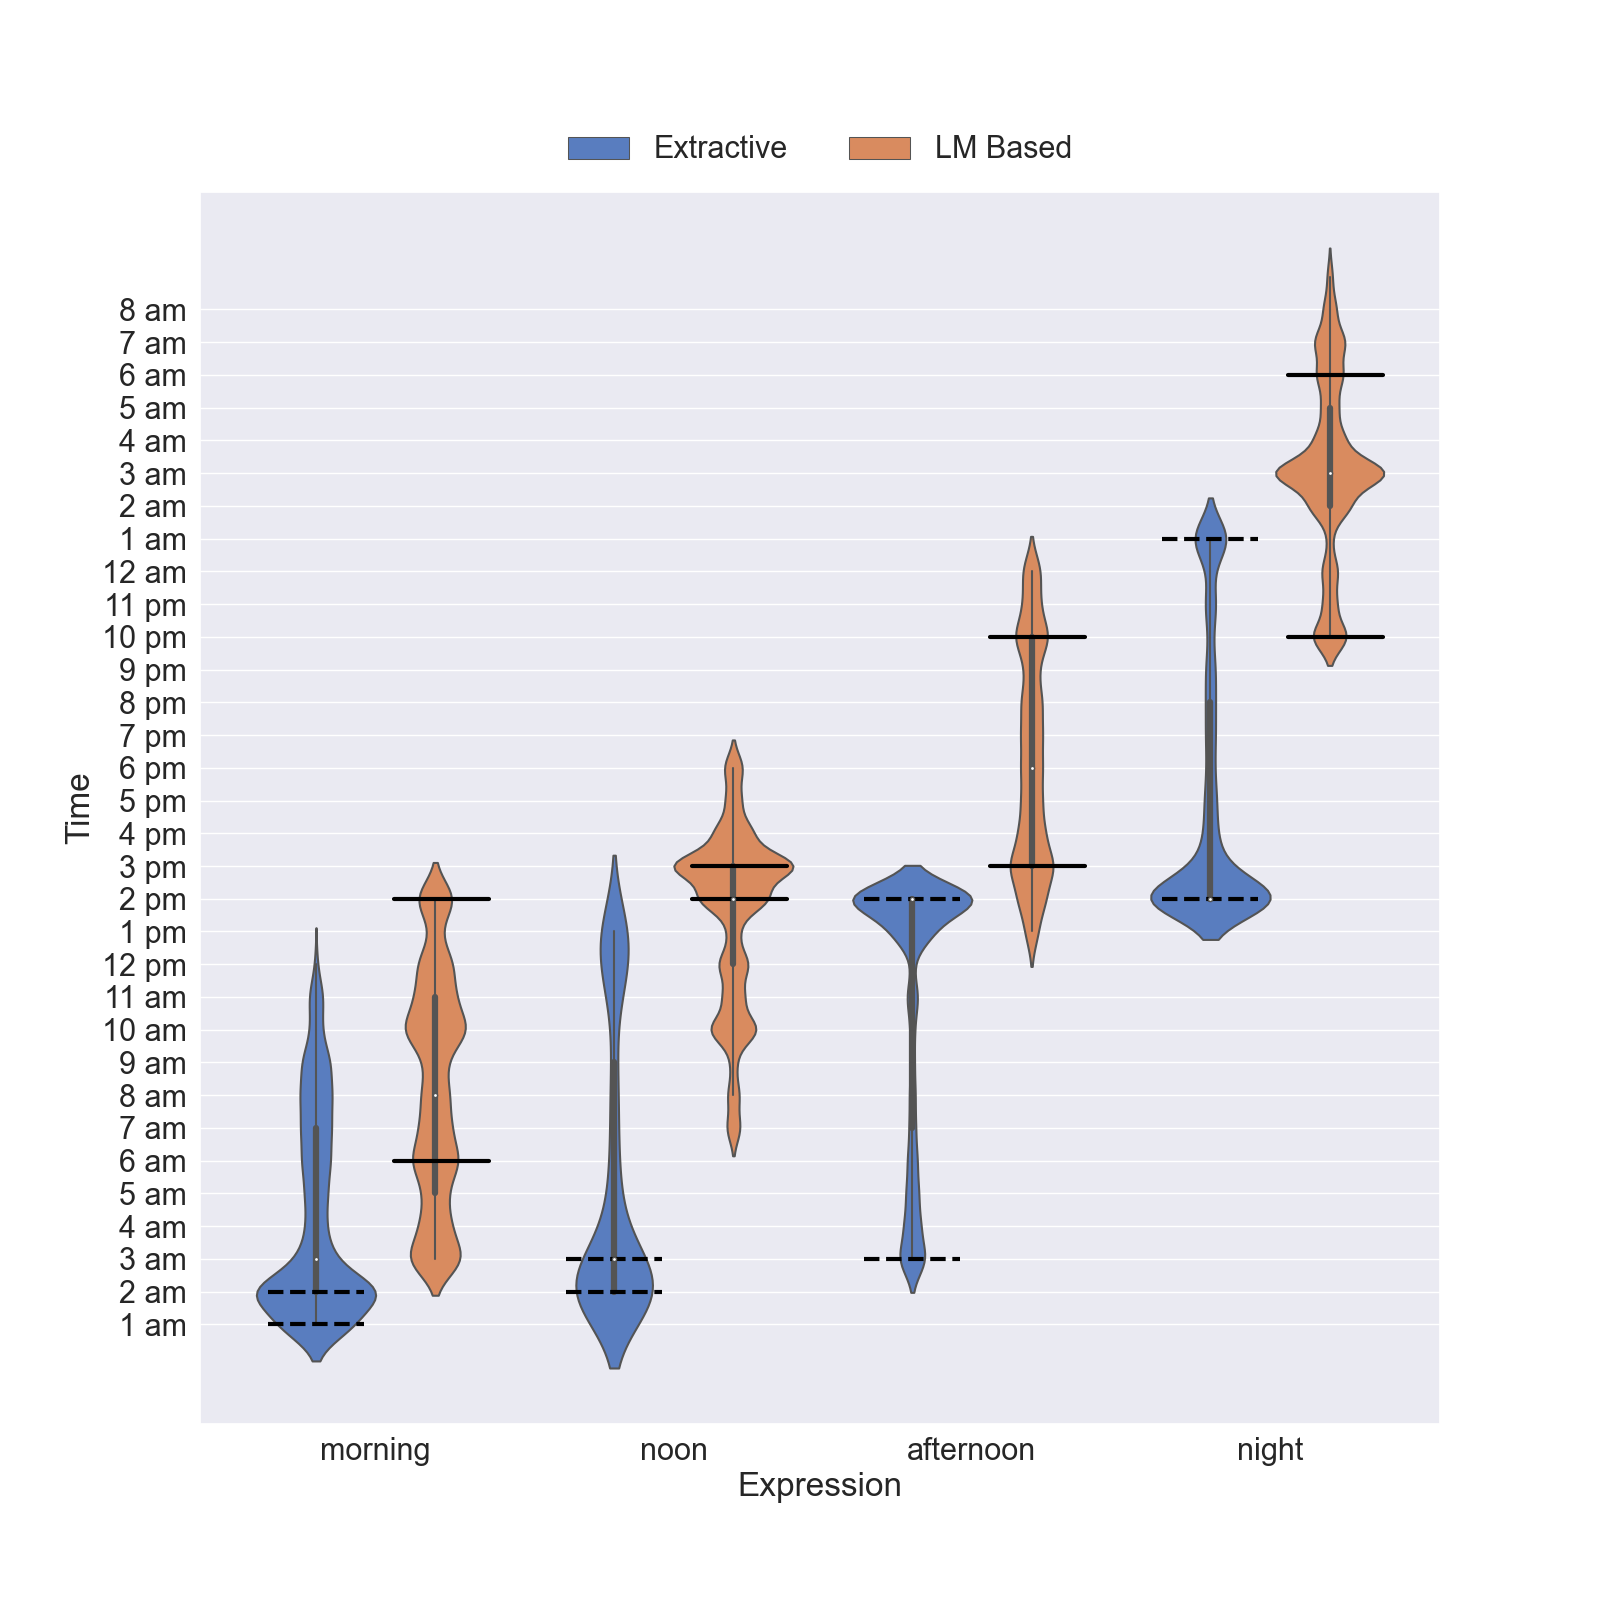 Extractive LM Based
8 am
7 am
6 am
5 am
4 am
3 am
2 am
1 am
12 am
11 pm
10 pm
9 pm
8 pm
7 pm
6 pm
5 pm
4 pm
3 pm
2 pm
1 pm
12 pm
11 am
10 am
9 am
8 am
7 am
6 am
5 am
4 am
3 am
2 am
1 am
Time
morning noon afternoon night
Expression